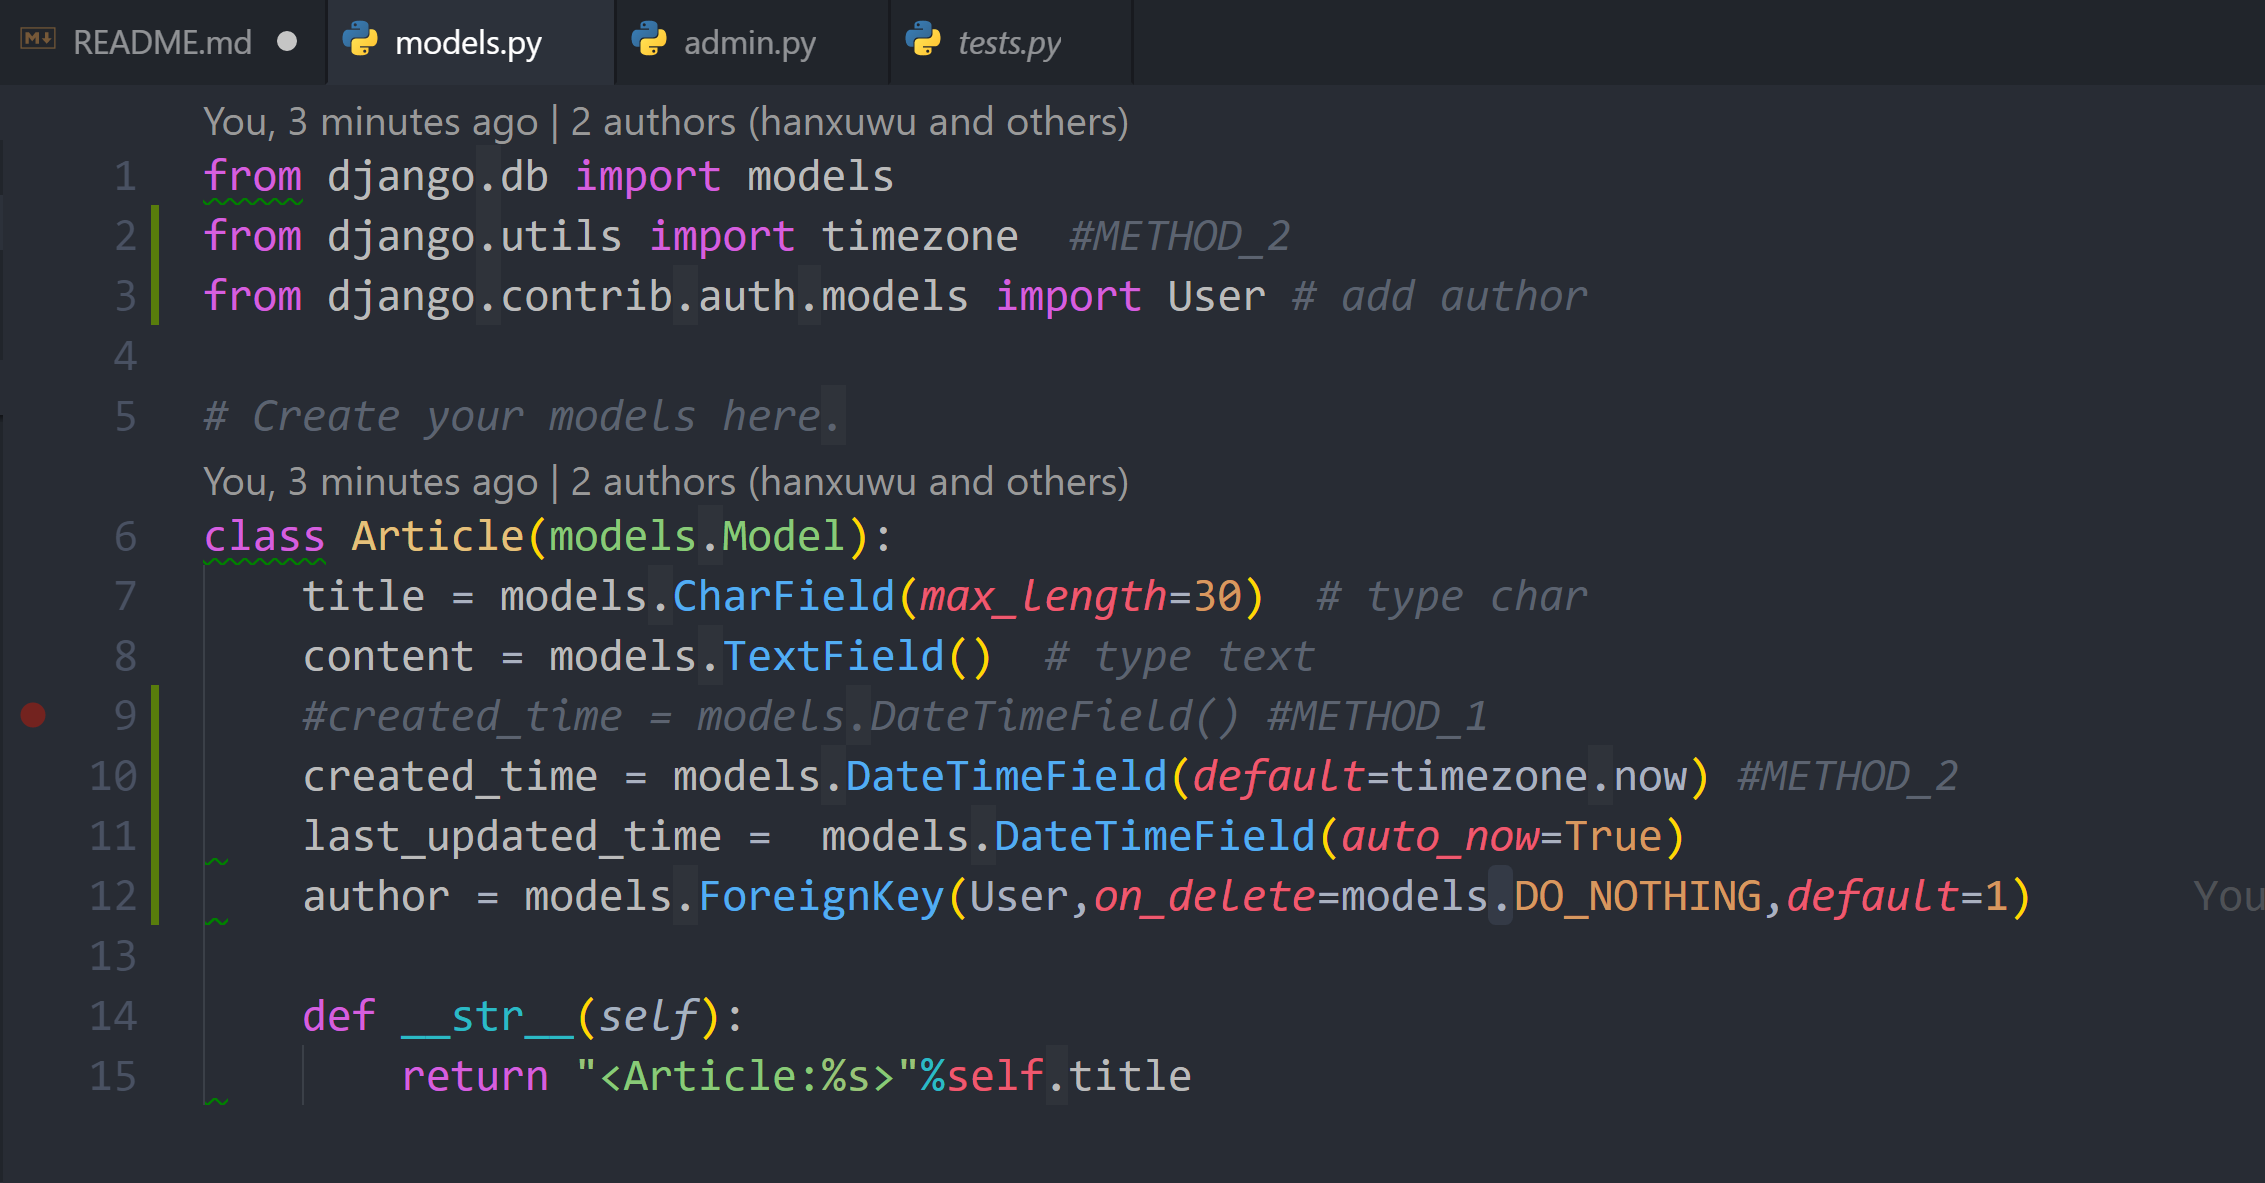 README.md models.py admin.py tests.py
You, 3 minutes ago | 2 authors (hanxuwu and others)
1 from django.db import models
2 from django.utils import timezone  #METHOD_2
3 from django.contrib.auth.models import User # add author
4
5 # Create your models here.
You, 3 minutes ago | 2 authors (hanxuwu and others)
6 class Article(models.Model):
7     title = models.CharField(max_length=30)  # type char
8     content = models.TextField()  # type text
9     #created_time = models.DateTimeField() #METHOD_1
10     created_time = models.DateTimeField(default=timezone.now) #METHOD_2
11     last_updated_time =  models.DateTimeField(auto_now=True)
12     author = models.ForeignKey(User,on_delete=models.DO_NOTHING,default=1) You
13
14     def __str__(self):
15         return "<Article:%s>"%self.title